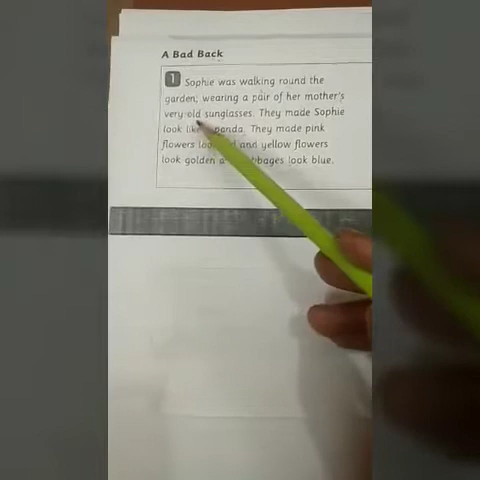 A Bad Back
1 Sophie was walking round the
garden, wearing a pair of her mother's
very old sunglasses. They made Sophie
look panda. They made pink
flowers and yellow flowers
look golden look blue.